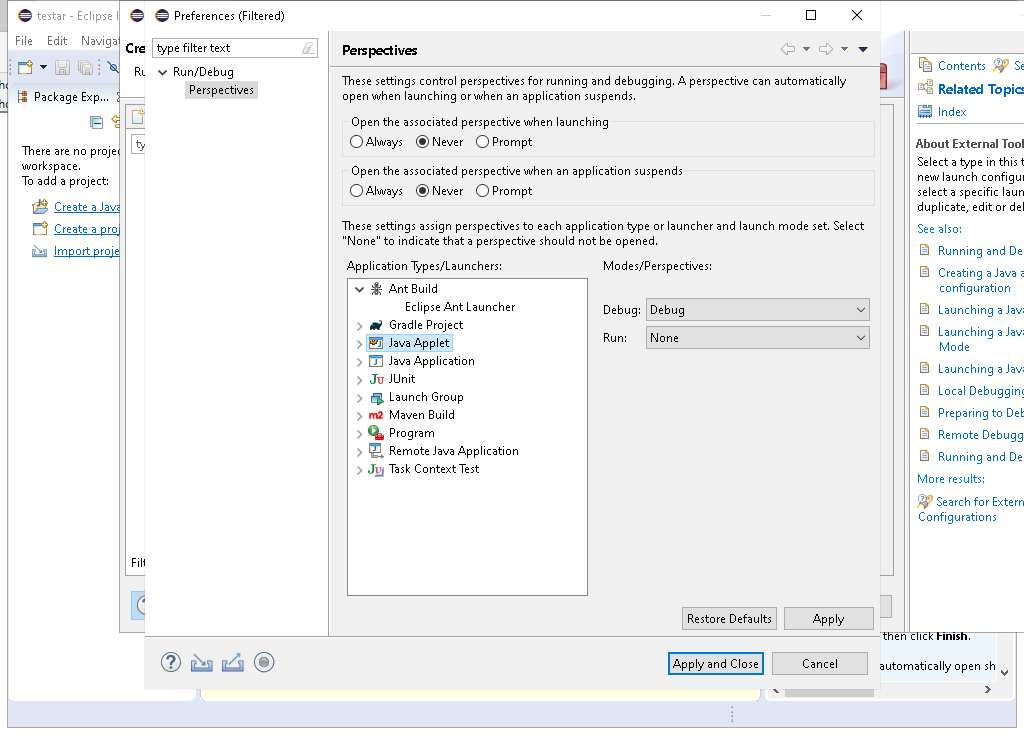 testar - Eclipse I
File Edit Naviga
Package Exp...
There are no projec
workspace.
To add a project:
Create a Java
Create a proj
Import proje
Cre
Ru
ty
Filt
Preferences (Filtered)
type filter text
Run/Debug
Perspectives
Perspectives
These settings control perspectives for running and debugging. A perspective can automatically
open when launching or when an application suspends.
Open the associated perspective when launching
Always Never Prompt
Open the associated perspective when an application suspends
Always Never Prompt
These settings assign perspectives to each application type or launcher and launch mode set. Select
"None" to indicate that a perspective should not be opened.
Application Types/Launchers:
Ant Build
Eclipse Ant Launcher
Gradle Project
Java Applet
Java Application
JUnit
Launch Group
m2 Maven Build
Program
Remote Java Application
Task Context Test
Modes/Perspectives:
Debug: Debug
Run: None
Restore Defaults Apply
Apply and Close Cancel
Contents Se
Related Topics
Index
About External Tool
Select a type in this t
new launch configur
select a specific laun
duplicate, edit or del
See also:
Running and De
Creating a Java a
configuration
Launching a Java
Launching a Java
Mode
Launching a Java
Local Debugging
Preparing to Deb
Remote Debugg
Running and De
More results:
Search for Extern
Configurations
then click Finish.
automatically open sh